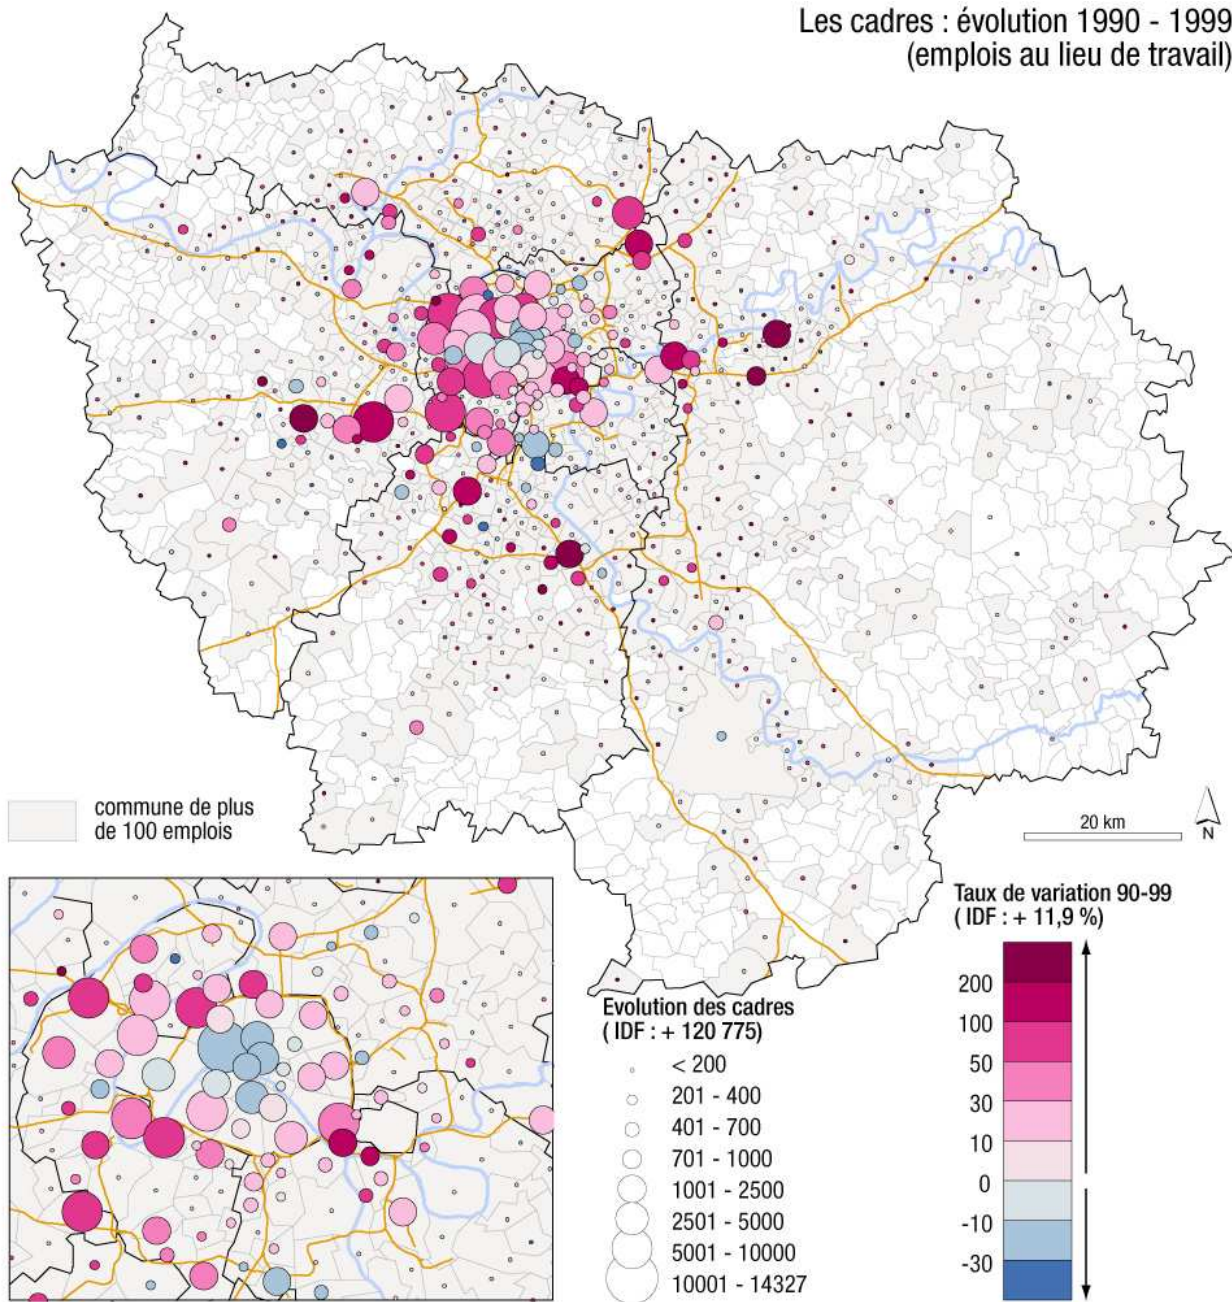 Les cadres : évolution 1990 - 1999
(emplois au lieu de travail)
commune de plus
de 100 emplois
20 km
N
Evolution des cadres
( IDF : + 120 775)
< 200
201 - 400
401 - 700
701 - 1000
1001 - 2500
2501 - 5000
5001 - 10000
10001 - 14327
Taux de variation 90-99
( IDF : + 11,9 %)
200
100
50
30
10
0
-10
-30